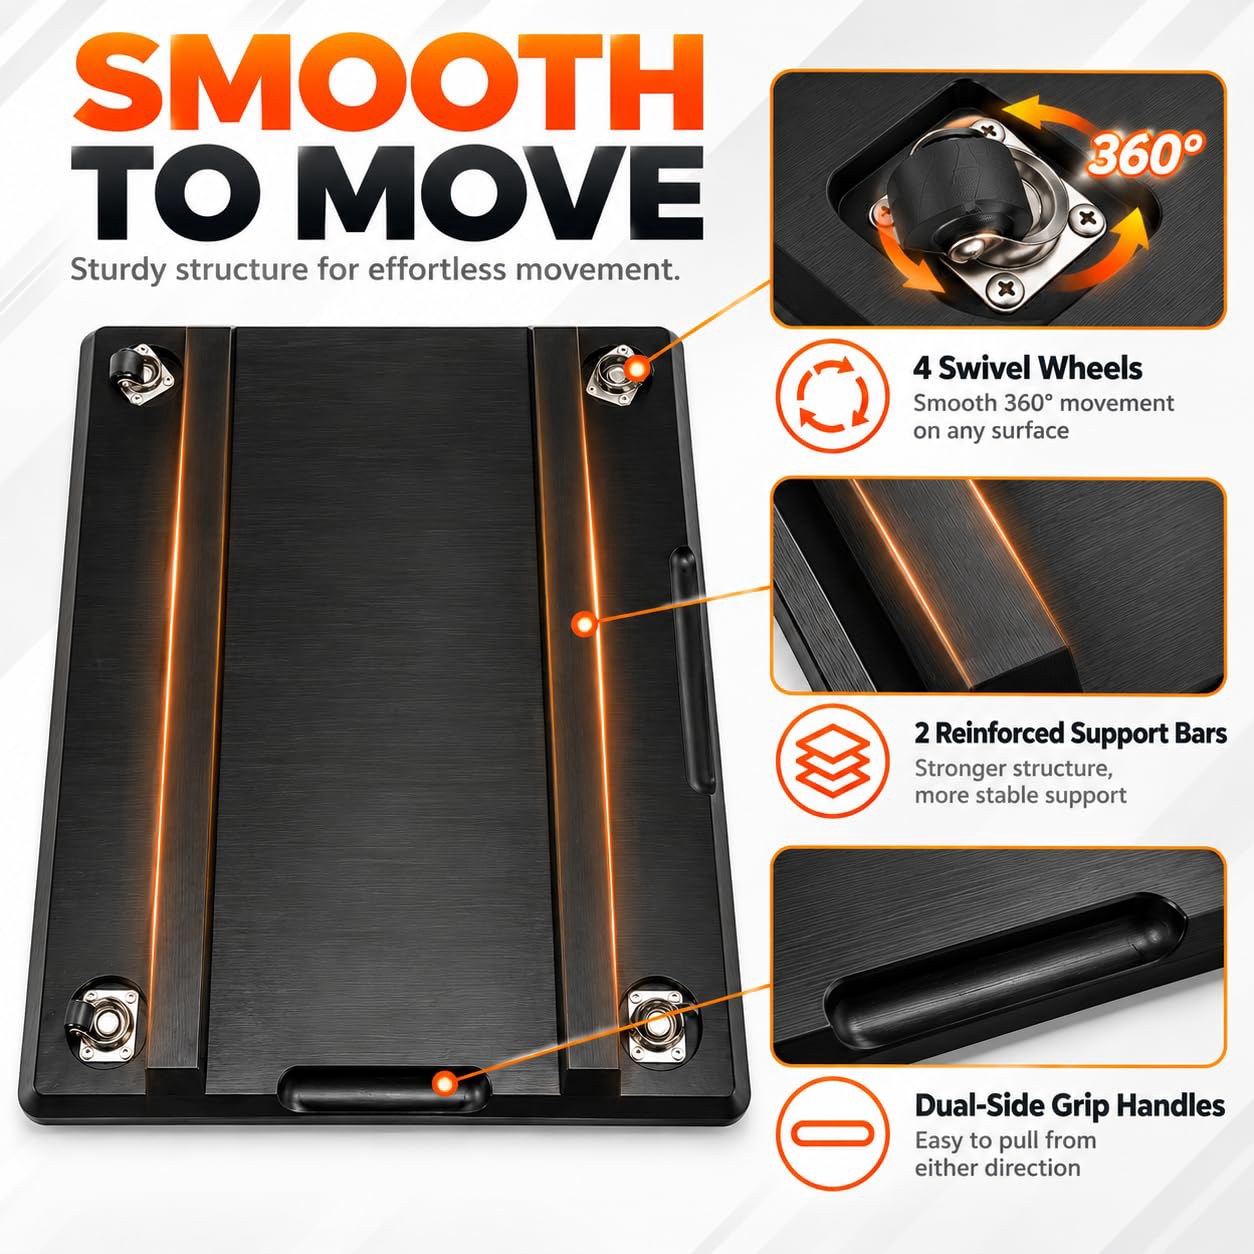 SMOOTH
TO MOVE
Sturdy structure for effortless movement.
360°
4 Swivel Wheels
Smooth 360° movement
on any surface
2 Reinforced Support Bars
Stronger structure,
more stable support
Dual-Side Grip Handles
Easy to pull from
either direction